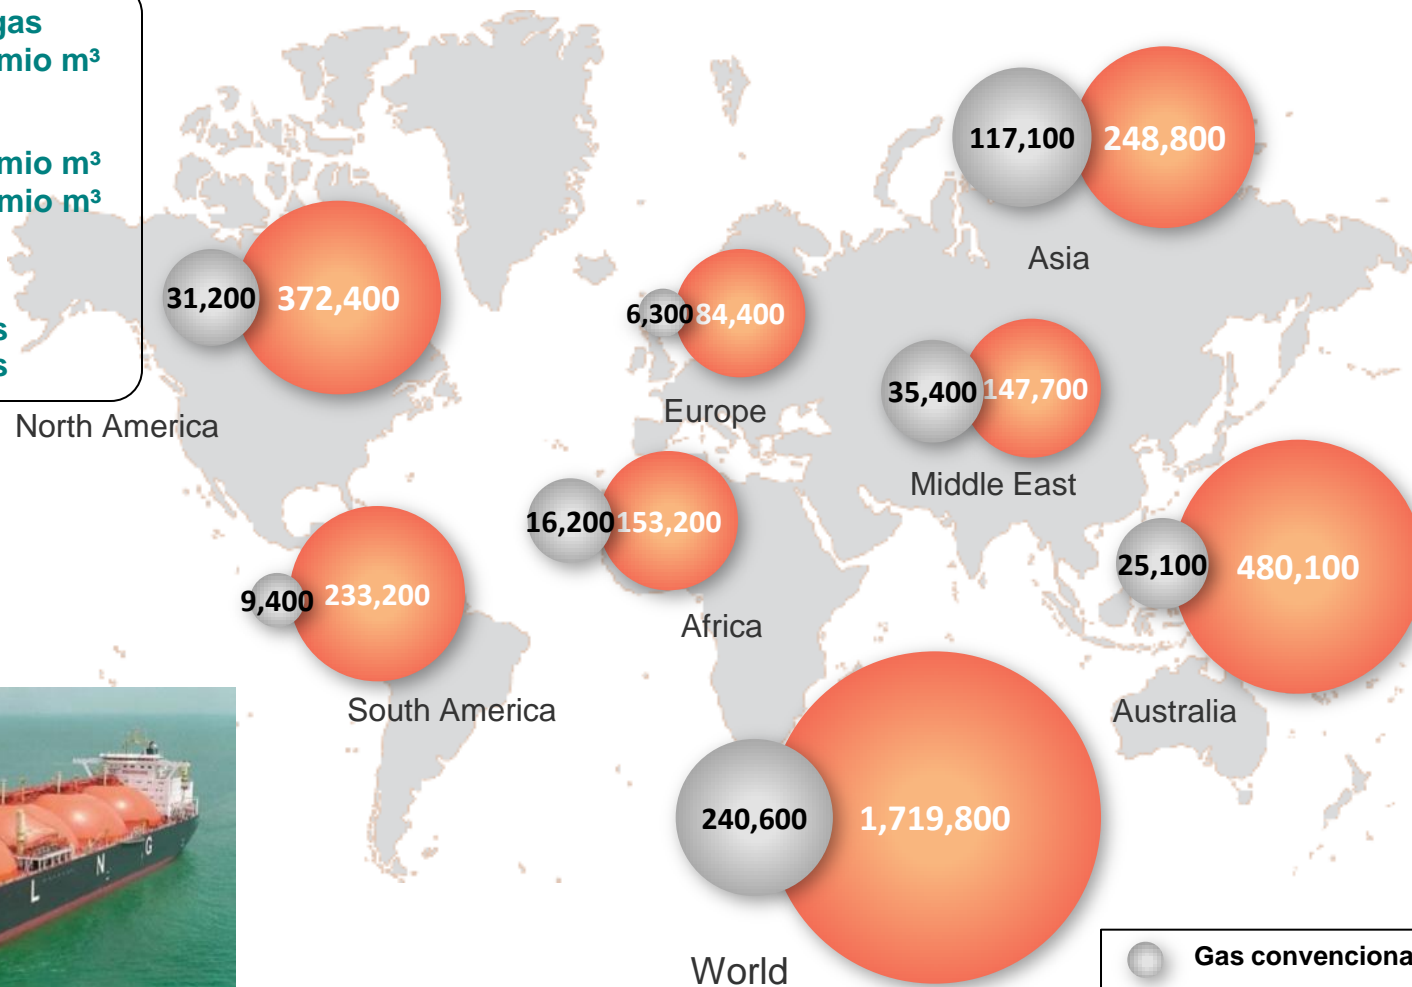 gas
mio m³
mio m³
mio m³
s
s
117,100 248,800
Asia
31,200 372,400
North America
6,300 84,400
Europe
35,400 147,700
Middle East
16,200 153,200
Africa
25,100 480,100
Australia
9,400 233,200
South America
240,600 1,719,800
World
L N G
Gas convenciona